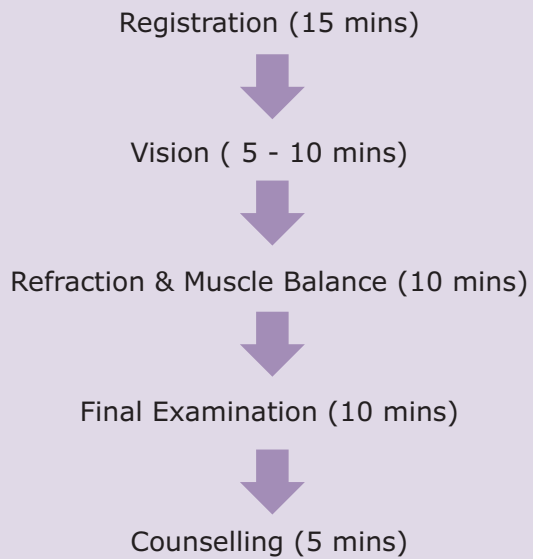 Registration (15 mins)
Vision ( 5 - 10 mins)
Refraction & Muscle Balance (10 mins)
Final Examination (10 mins)
Counselling (5 mins)